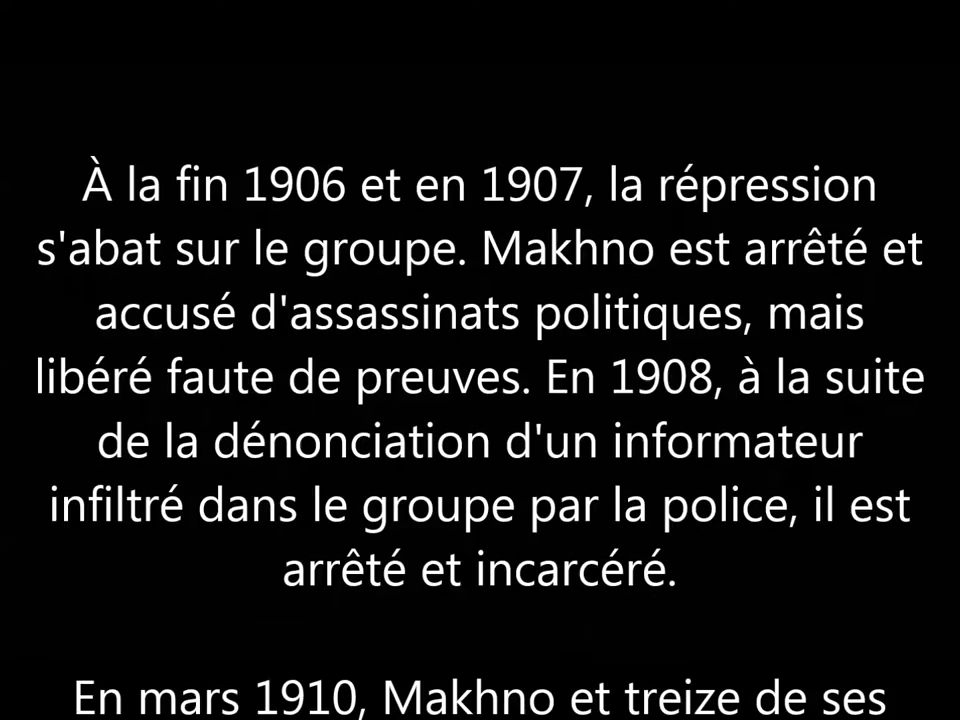 À la fin 1906 et en 1907, la répression
s'abat sur le groupe. Makhno est arrêté et
accusé d'assassinats politiques, mais
libéré faute de preuves. En 1908, à la suite
de la dénonciation d'un informateur
infiltré dans le groupe par la police, il est
arrêté et incarcéré.
En mars 1910, Makhno et treize de ses